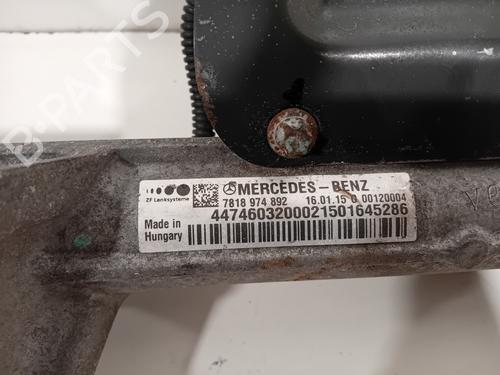 B-PARTS
ZF Lenksysteme
MERCEDES-BENZ
7818 974 892 16.01.15 0 00120004
4474603200021501645286
Made in
Hungary